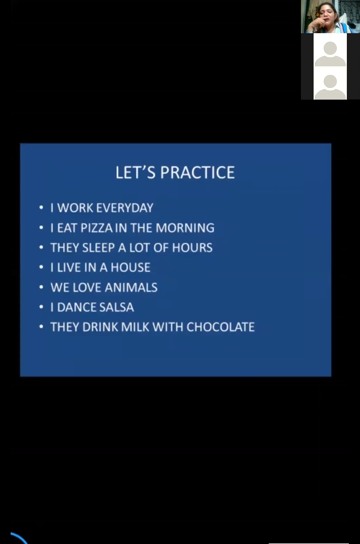 LET'S PRACTICE
• I WORK EVERYDAY
• I EAT PIZZA IN THE MORNING
• THEY SLEEP A LOT OF HOURS
• I LIVE IN A HOUSE
• WE LOVE ANIMALS
• I DANCE SALSA
• THEY DRINK MILK WITH CHOCOLATE